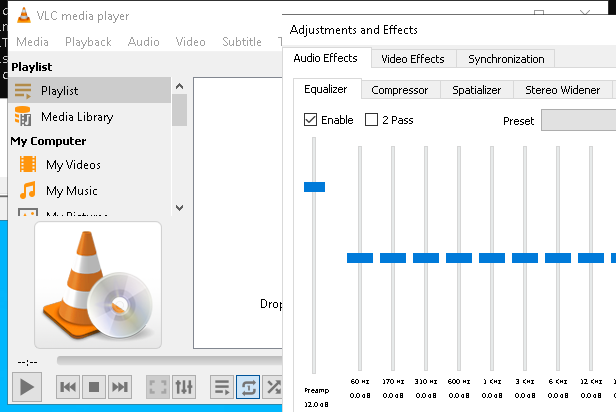 VLC media player
Media Playback Audio Video Subtitle
Playlist
Playlist
Media Library
My Computer
My Videos
My Music
My Pictures
Drop
--:--
Adjustments and Effects
Audio Effects Video Effects Synchronization
Equalizer Compressor Spatializer Stereo Widener
Enable 2 Pass Preset
60 Hz 170 Hz 310 Hz 600 Hz 1 KHz 3 KHz 6 KHz 12 KHz
0.0 dB 0.0 dB 0.0 dB 0.0 dB 0.0 dB 0.0 dB 0.0 dB 0.0 dB
Preamp
12.0 dB